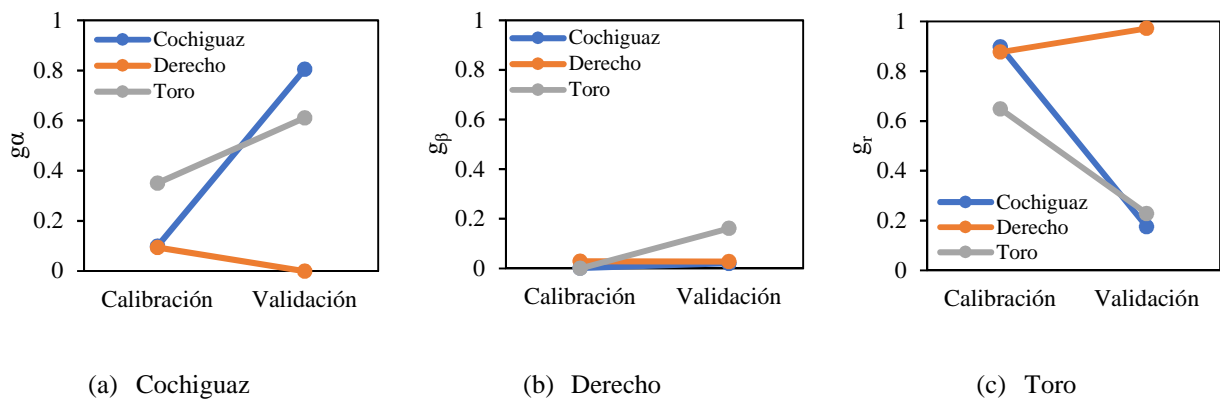 1
0.8
0.6
0.4
0.2
0
gα
Cochiguaz
Derecho
Toro
Calibración Validación
(a) Cochiguaz
1
0.8
0.6
0.4
0.2
0
gβ
Cochiguaz
Derecho
Toro
Calibración Validación
(b) Derecho
1
0.8
0.6
0.4
0.2
0
gr
Cochiguaz
Derecho
Toro
Calibración Validación
(c) Toro